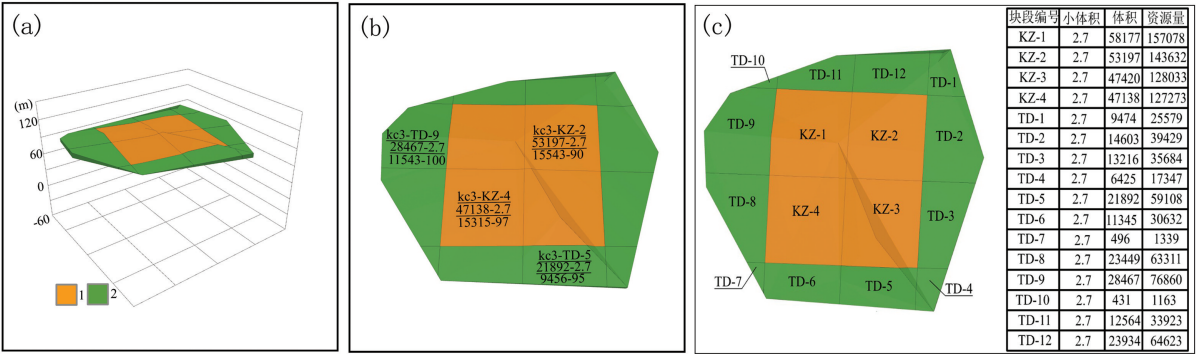 (a)
(m)
120
60
0
-60
1
2
(b)
kc3-TD-9
28467-2.7
11543-100
kc3-KZ-2
53197-2.7
15543-90
kc3-KZ-4
47138-2.7
15315-97
kc3-TD-5
21892-2.7
9456-95
(c)
TD-10
TD-11
TD-12
TD-1
TD-9
KZ-1
KZ-2
TD-2
TD-8
KZ-4
KZ-3
TD-3
TD-7
TD-6
TD-5
TD-4
块段编号 小体积 体积 资源量
KZ-1 2.7 58177 157078
KZ-2 2.7 53197 143632
KZ-3 2.7 47420 128033
KZ-4 2.7 47138 127273
TD-1 2.7 9474 25579
TD-2 2.7 14603 39429
TD-3 2.7 13216 35684
TD-4 2.7 6425 17347
TD-5 2.7 21892 59108
TD-6 2.7 11345 30632
TD-7 2.7 496 1339
TD-8 2.7 23449 63311
TD-9 2.7 28467 76860
TD-10 2.7 431 1163
TD-11 2.7 12564 33923
TD-12 2.7 23934 64623